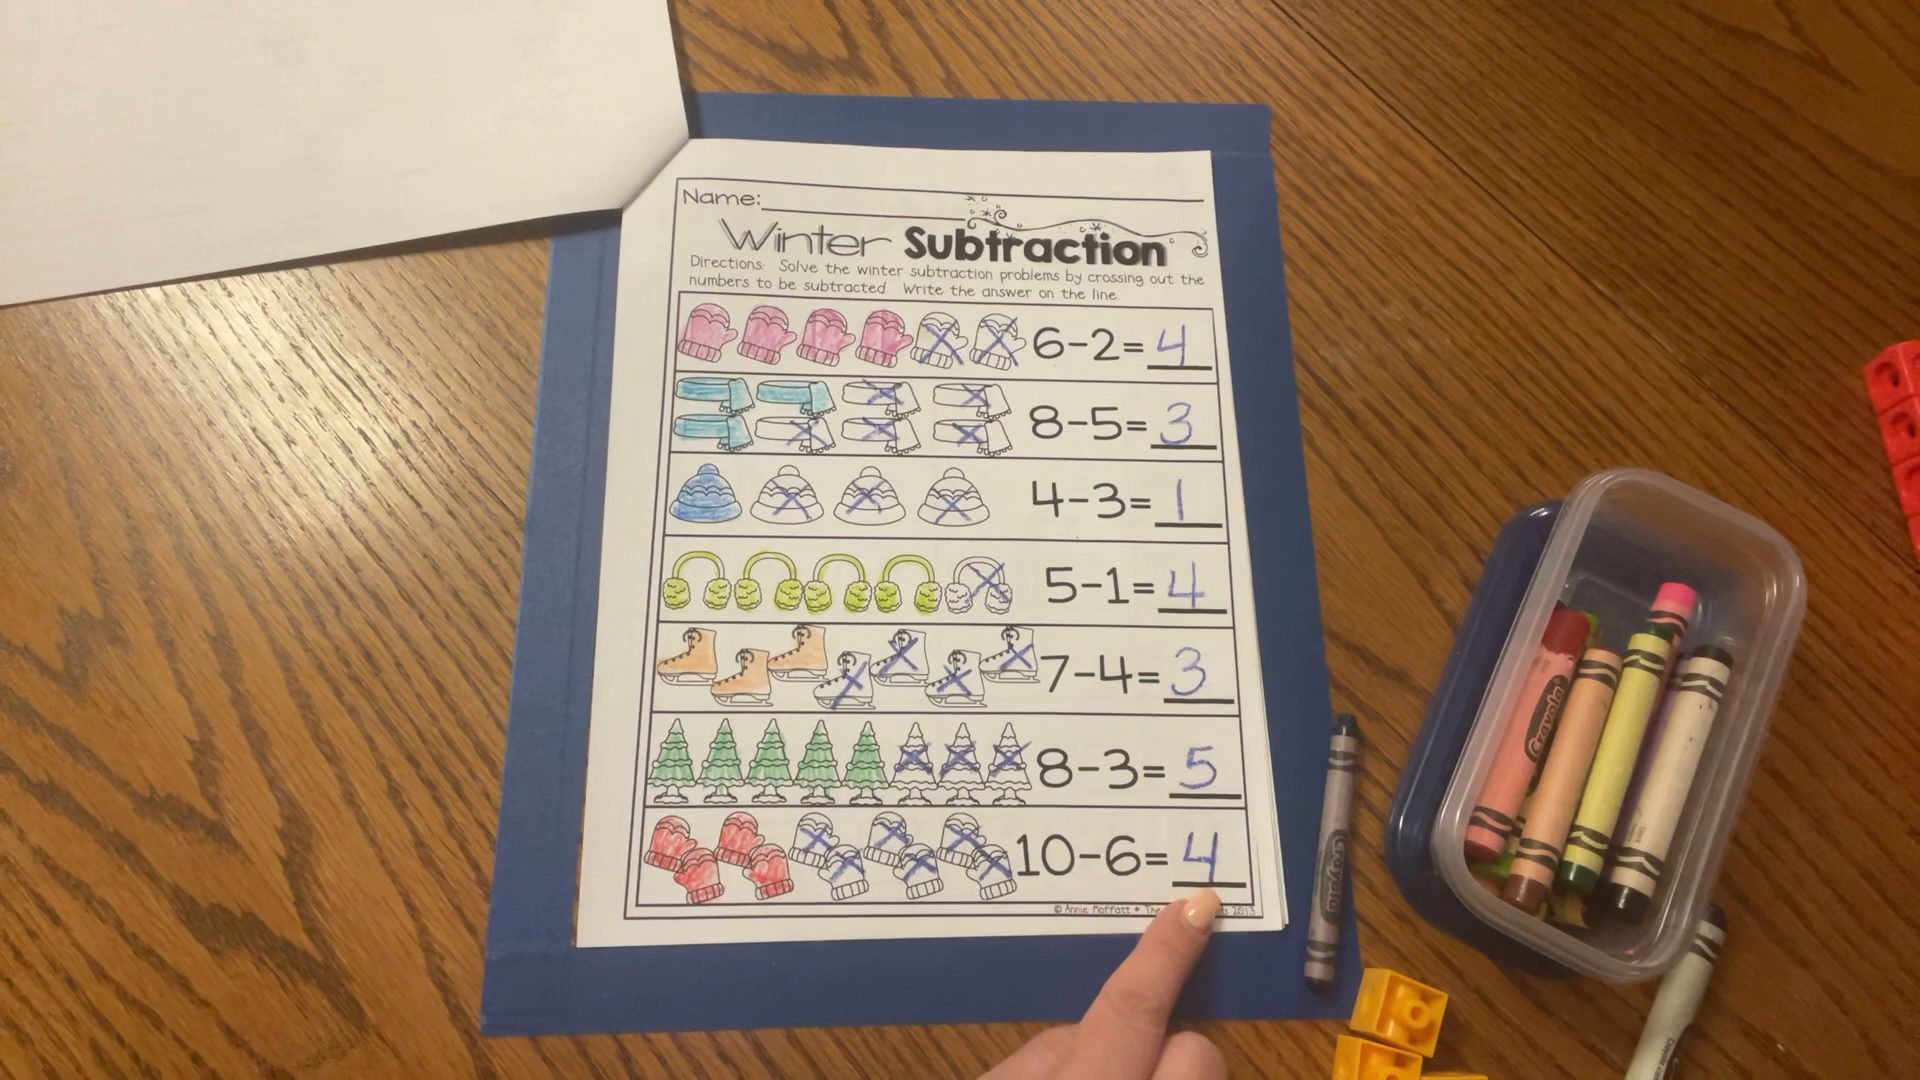 Name:
Winter Subtraction
Directions: Solve the winter subtraction problems by crossing out the
numbers to be subtracted. Write the answer on the line.
6-2= 4
8-5= 3
4-3= 1
5-1= 4
7-4= 3
8-3= 5
10-6= 4
© Annie Moffatt • The 2013
Crayola
Crayola